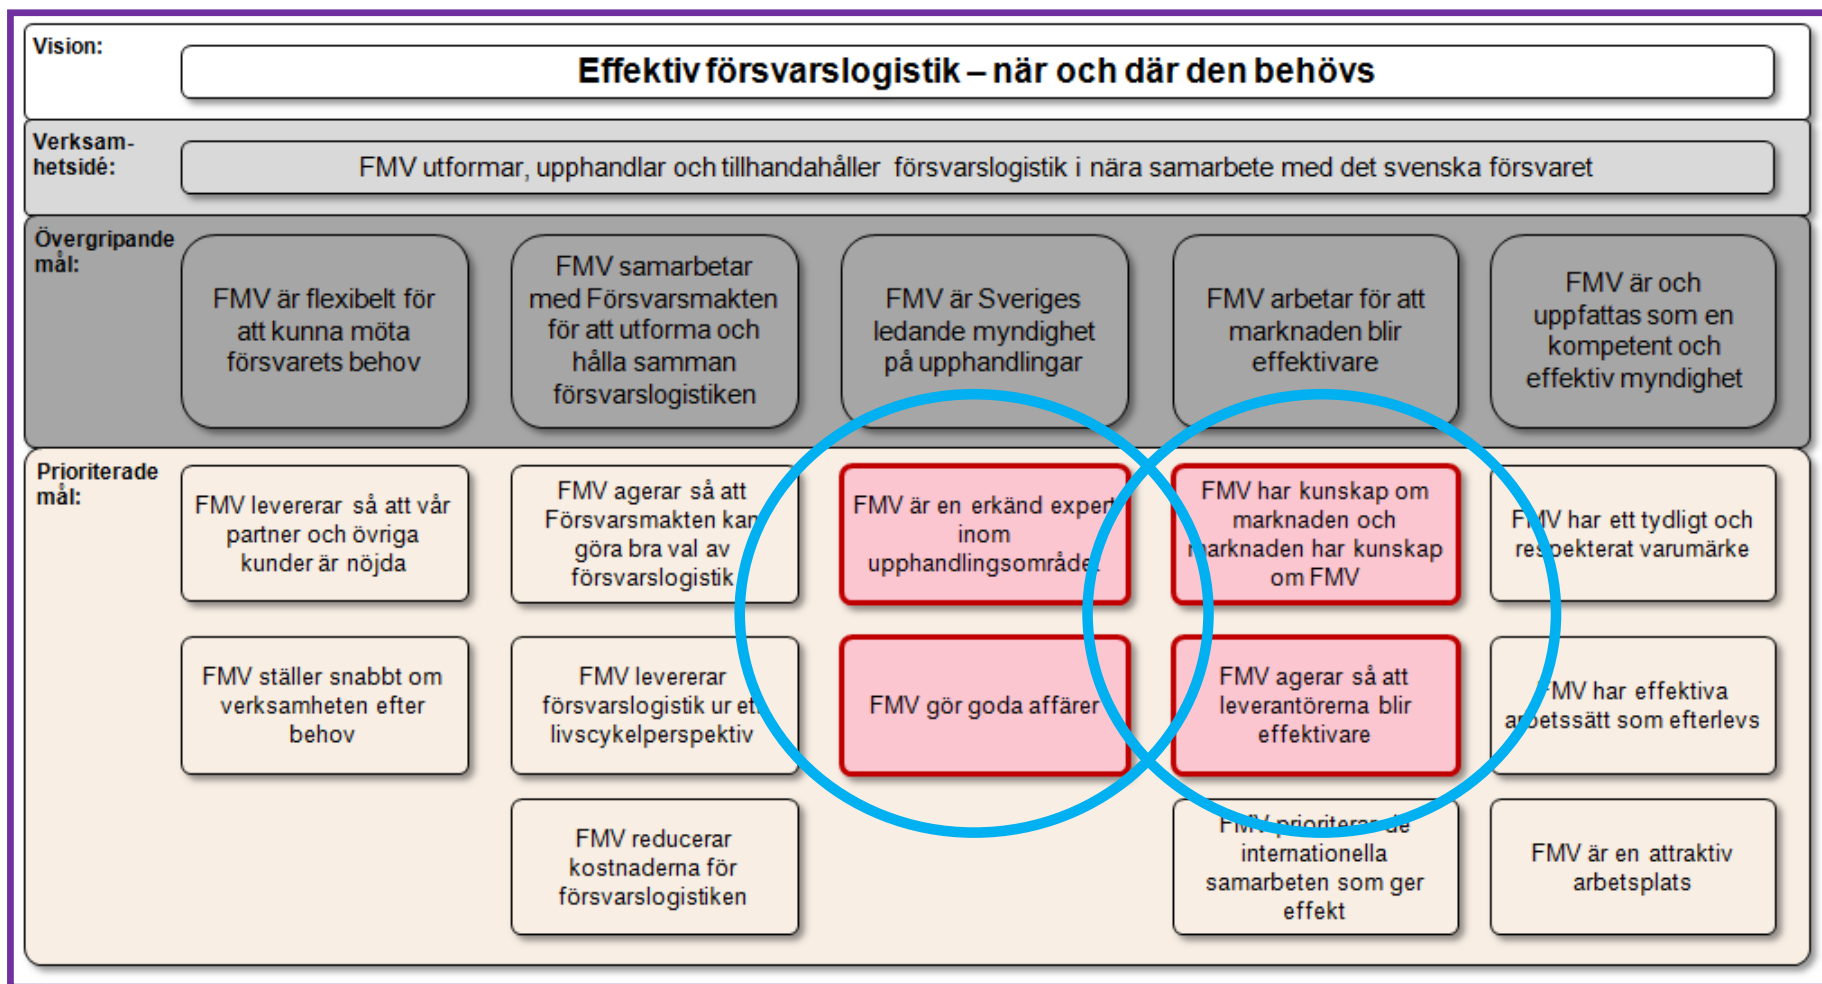 Vision:
Effektiv försvarslogistik – när och där den behövs
Verksam-
hetsidé:
FMV utformar, upphandlar och tillhandahåller försvarslogistik i nära samarbete med det svenska försvaret
Övergripande
mål:
FMV är flexibelt för
att kunna möta
försvarets behov
FMV samarbetar
med Försvarsmakten
för att utforma och
hålla samman
försvarslogistiken
FMV är Sveriges
ledande myndighet
på upphandlingar
FMV arbetar för att
marknaden blir
effektivare
FMV är och
uppfattas som en
kompetent och
effektiv myndighet
Prioriterade
mål:
FMV levererar så att vår
partner och övriga
kunder är nöjda
FMV agerar så att
Försvarsmakten kan
göra bra val av
försvarslogistik
FMV är en erkänd expert
inom
upphandlingsområdet
FMV har kunskap om
marknaden och
marknaden har kunskap
om FMV
FMV har ett tydligt och
respekterat varumärke
FMV ställer snabbt om
verksamheten efter
behov
FMV levererar
försvarslogistik ur ett
livscykelperspektiv
FMV gör goda affärer
FMV agerar så att
leverantörerna blir
effektivare
FMV har effektiva
arbetssätt som efterlevs
FMV reducerar
kostnaderna för
försvarslogistiken
FMV prioriterar de
internationella
samarbeten som ger
effekt
FMV är en attraktiv
arbetsplats